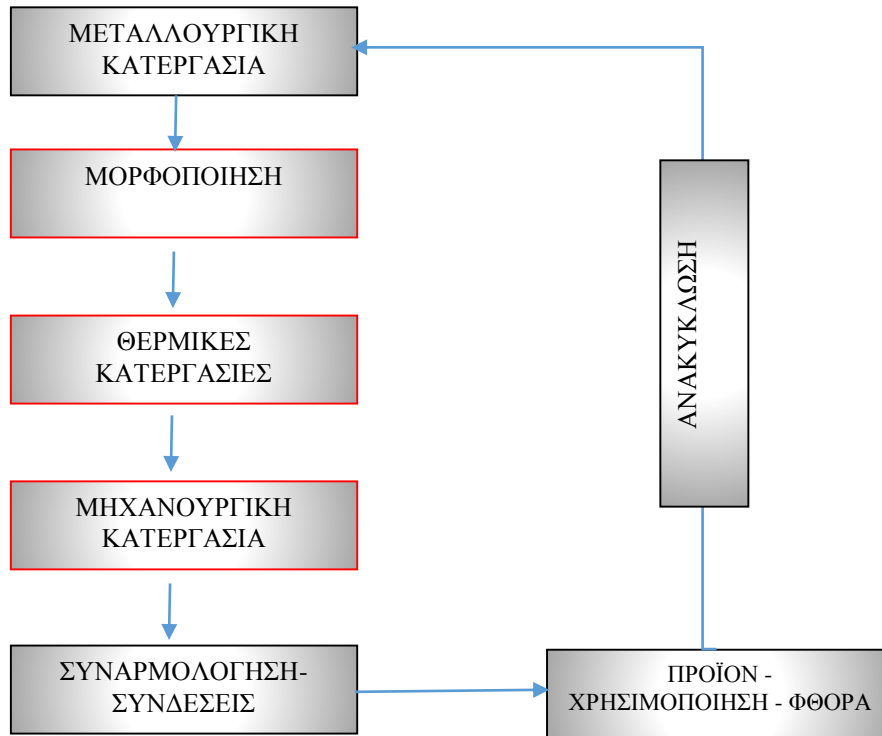 ΜΕΤΑΛΛΟΥΡΓΙΚΗ
ΚΑΤΕΡΓΑΣΙΑ
ΜΟΡΦΟΠΟΙΗΣΗ
ΘΕΡΜΙΚΕΣ
ΚΑΤΕΡΓΑΣΙΕΣ
ΜΗΧΑΝΟΥΡΓΙΚΗ
ΚΑΤΕΡΓΑΣΙΑ
ΣΥΝΑΡΜΟΛΟΓΗΣΗ-
ΣΥΝΔΕΣΕΙΣ
ΠΡΟΪΟΝ -
ΧΡΗΣΙΜΟΠΟΙΗΣΗ - ΦΘΟΡΑ
ΑΝΑΚΥΚΛΩΣΗ